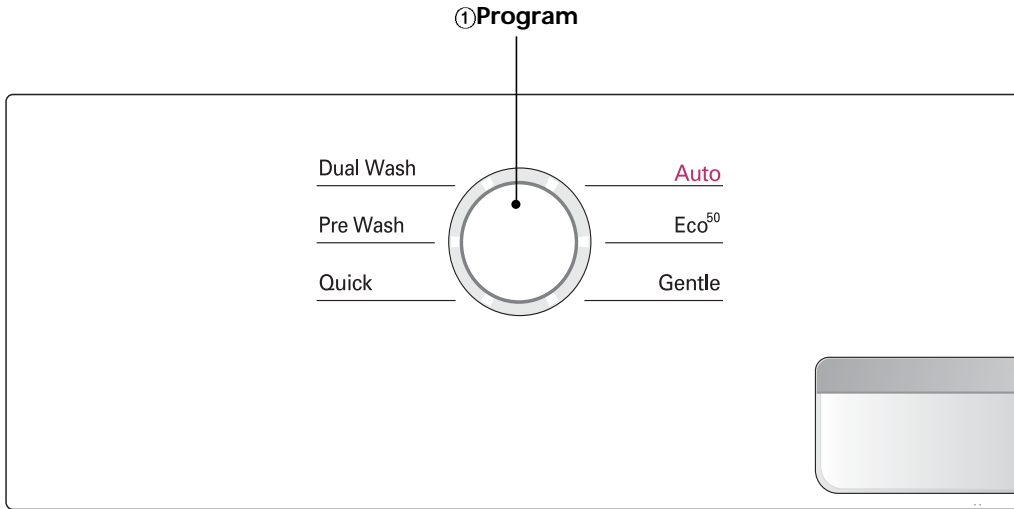 ①Program
Dual Wash
Auto
Pre Wash
Eco⁵⁰
Quick
Gentle